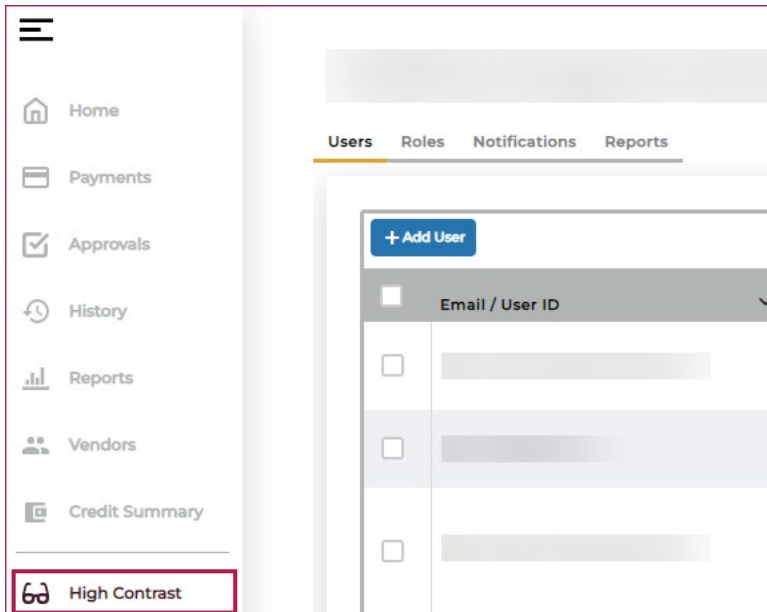 Home
Payments
Approvals
History
Reports
Vendors
Credit Summary
High Contrast
Users Roles Notifications Reports
+ Add User
Email / User ID